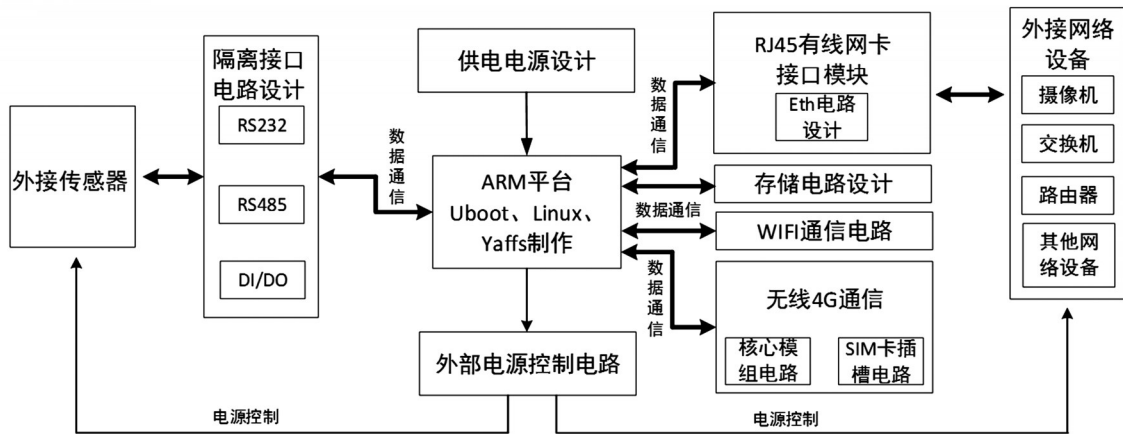 外接传感器
隔离接口
电路设计
RS232
RS485
DI/DO
数据通信
供电电源设计
ARM平台
Uboot、Linux、
Yaffs制作
外部电源控制电路
数据通信
数据通信
数据通信
RJ45有线网卡
接口模块
Eth电路
设计
存储电路设计
WIFI通信电路
无线4G通信
核心模
组电路
SIM卡插
槽电路
外接网络
设备
摄像机
交换机
路由器
其他网
络设备
电源控制
电源控制